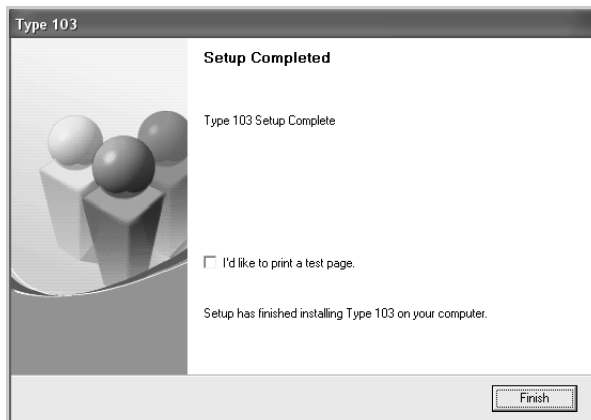 Type 103
Setup Completed
Type 103 Setup Complete
I'd like to print a test page.
Setup has finished installing Type 103 on your computer.
Finish